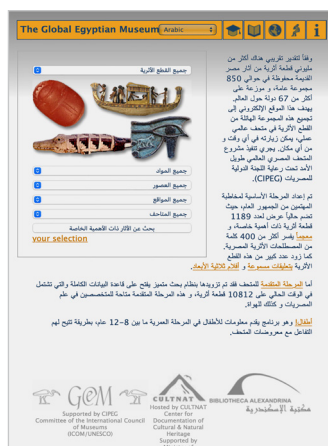 The Global Egyptian Museum
Arabic
وفقاً لتقدير تقريبي هناك أكثر من
مليوني قطعة أثرية من آثار مصر
القديمة محفوظة في حوالي 850
مجموعة عامة، و موزعة على
أكثر من 67 دولة حول العالم.
يهدف هذا الموقع الإلكتروني إلى
تجميع هذه المجموعة الهائلة من
القطع الأثرية في متحف عالمي
عملي، يمكن زيارته في أي وقت و
من أي مكان. يجري تنفيذ مشروع
المتحف المصري العالمي طويل
الأمد تحت رعاية اللجنة الدولية
للمصريات (CIPEG).
جميع القطع الأثرية
جميع المواد
جميع العصور
جميع المواقع
جميع المتاحف
بحث عن الآثار ذات الأهمية الخاصة
your selection
تم إعداد المرحلة الأساسية لمخاطبة
المهتمين من الجمهور العام، حيث
تضم حالياً عرض لعدد 1189
قطعة أثرية ذات أهمية خاصة، و
معجماً يفسر أكثر من 400 كلمة
من المصطلحات الأثرية المصرية.
كما زود عدد كبير من هذه القطع
الأثرية بتعليقات مسموعة و أفلام ثلاثية الأبعاد.
أما المرحلة المتقدمة للمتحف فقد تم تزويدها بنظام بحث متميز يفتح على قاعدة البيانات الكاملة والتي تشتمل
في الوقت الحالي على 10812 قطعة أثرية، و هذه المرحلة المتقدمة متاحة للمتخصصين في علم
المصريات و كذلك للهواة.
أطفال! وهو برنامج يقدم معلومات للأطفال في المرحلة العمرية ما بين 8–12 عام، بطريقة تتيح لهم
التفاعل مع معروضات المتحف.
GEM
Supported by CIPEG
Committee of the International Council
of Museums
(ICOM/UNESCO)
CULTNAT
Hosted by CULTNAT
Center for
Documentation of
Cultural & Natural
Heritage
Supported by
BIBLIOTHECA ALEXANDRINA
مكتبة الإسكندرية